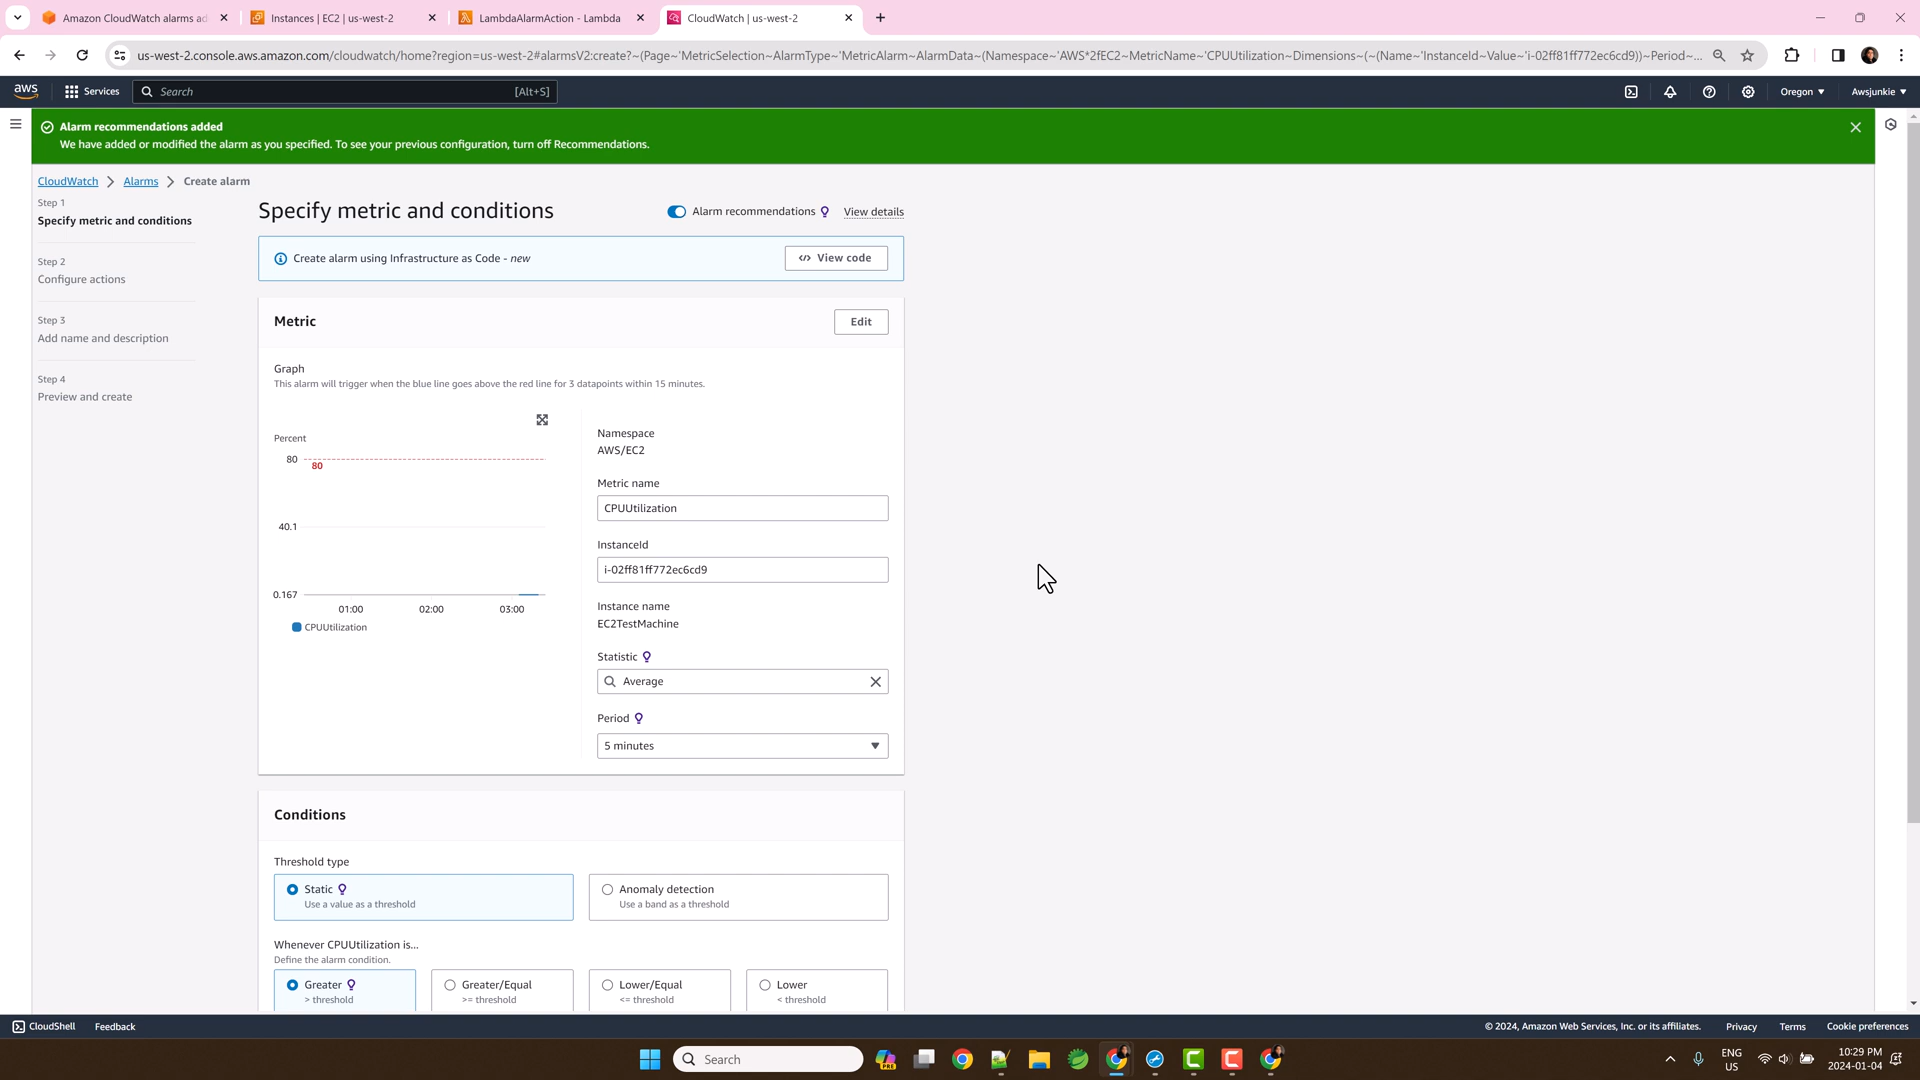 Amazon CloudWatch alarms ad
Instances | EC2 | us-west-2
LambdaAlarmAction - Lambda
CloudWatch | us-west-2
us-west-2.console.aws.amazon.com/cloudwatch/home?region=us-west-2#alarmsV2:create?~(Page~'MetricSelection~AlarmType~'MetricAlarm~AlarmData~(Namespace~'AWS*2fEC2~MetricName~'CPUUtilization~Dimensions~(~(Name~'InstanceId~Value~'i-02ff81ff772ec6cd9))~Period~...
aws
Services
Search
[Alt+S]
Oregon
Awsjunkie
Alarm recommendations added
We have added or modified the alarm as you specified. To see your previous configuration, turn off Recommendations.
CloudWatch
Alarms
Create alarm
Step 1
Specify metric and conditions
Step 2
Configure actions
Step 3
Add name and description
Step 4
Preview and create
Specify metric and conditions
Alarm recommendations
View details
Create alarm using Infrastructure as Code - new
View code
Metric
Edit
Graph
This alarm will trigger when the blue line goes above the red line for 3 datapoints within 15 minutes.
Percent
80
80
40.1
0.167
01:00
02:00
03:00
CPUUtilization
Namespace
AWS/EC2
Metric name
CPUUtilization
InstanceId
i-02ff81ff772ec6cd9
Instance name
EC2TestMachine
Statistic
Average
Period
5 minutes
Conditions
Threshold type
Static
Use a value as a threshold
Anomaly detection
Use a band as a threshold
Whenever CPUUtilization is...
Define the alarm condition.
Greater
> threshold
Greater/Equal
>= threshold
Lower/Equal
<= threshold
Lower
< threshold
CloudShell
Feedback
© 2024, Amazon Web Services, Inc. or its affiliates.
Privacy
Terms
Cookie preferences
Search
PRE
ENG
US
10:29 PM
2024-01-04